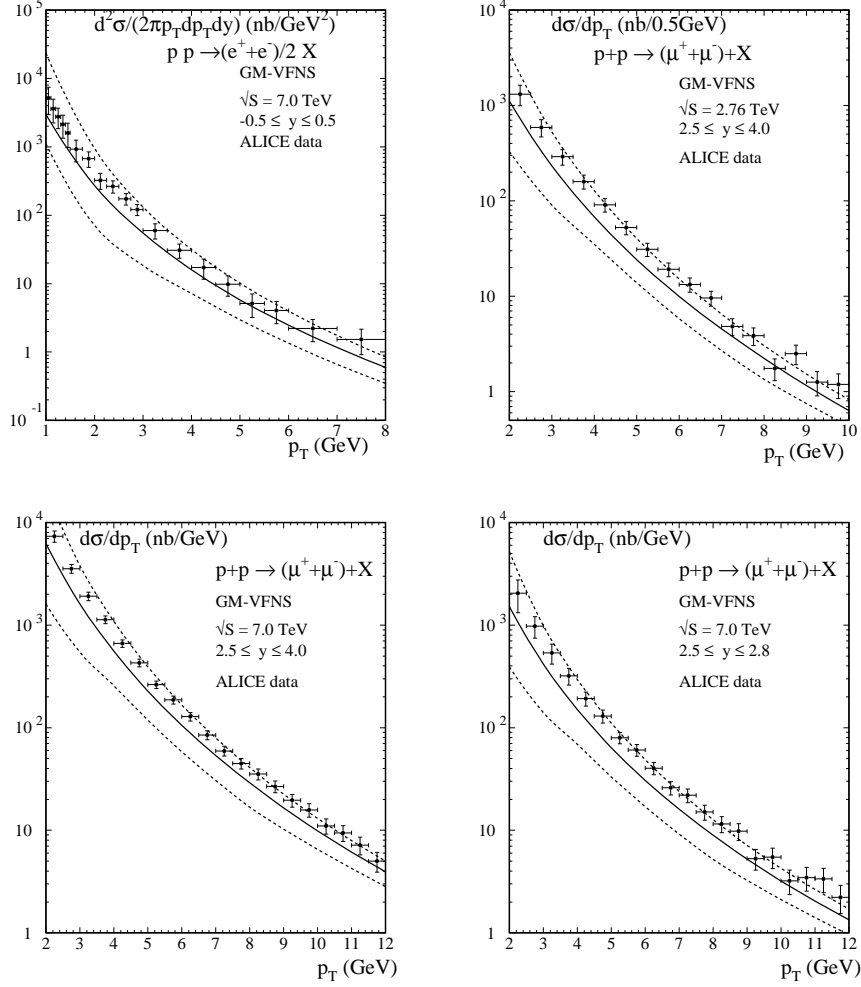 d²σ/(2πp_Tdp_Tdy) (nb/GeV²)
p p →(e⁺+e⁻)/2 X
GM-VFNS
√S = 7.0 TeV
-0.5 ≤ y ≤ 0.5
ALICE data
10⁵
10⁴
10³
10²
10
1
10⁻¹
1 2 3 4 5 6 7 8
p_T (GeV)
dσ/dp_T (nb/0.5GeV)
p+p → (μ⁺+μ⁻)+X
GM-VFNS
√S = 2.76 TeV
2.5 ≤ y ≤ 4.0
ALICE data
10⁴
10³
10²
10
1
2 3 4 5 6 7 8 9 10
p_T (GeV)
dσ/dp_T (nb/GeV)
p+p → (μ⁺+μ⁻)+X
GM-VFNS
√S = 7.0 TeV
2.5 ≤ y ≤ 4.0
ALICE data
10⁴
10³
10²
10
1
2 3 4 5 6 7 8 9 10 11 12
p_T (GeV)
dσ/dp_T (nb/GeV)
p+p → (μ⁺+μ⁻)+X
GM-VFNS
√S = 7.0 TeV
2.5 ≤ y ≤ 2.8
ALICE data
10⁴
10³
10²
10
1
2 3 4 5 6 7 8 9 10 11 12
p_T (GeV)